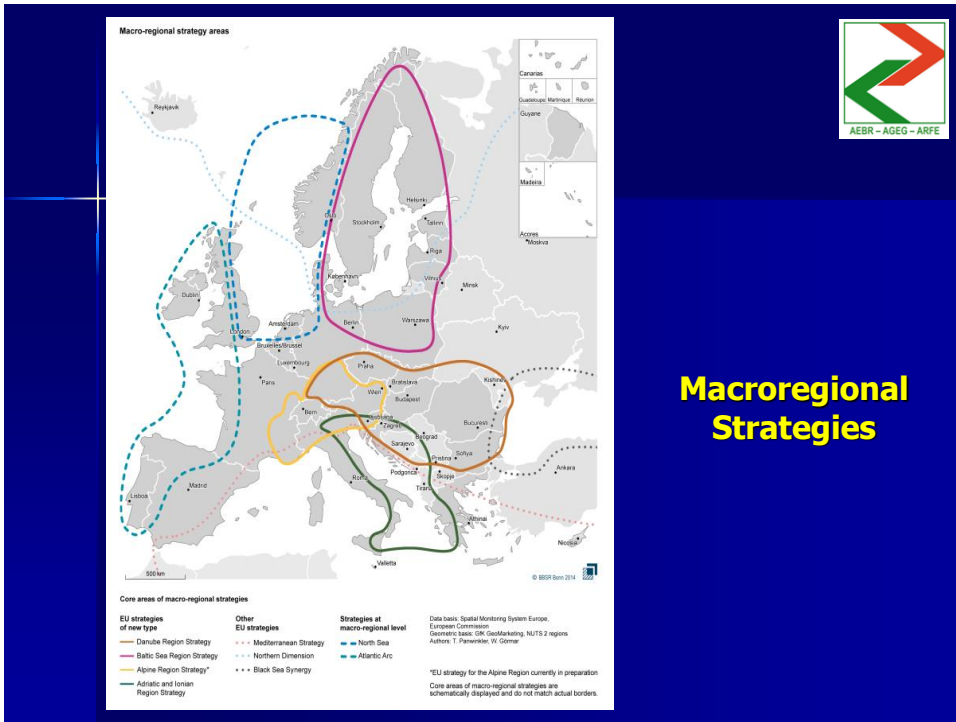 Macro-regional strategy areas
AEBR – AGEG – ARFE
Reykjavik
Canarias
Guadeloupe Martinique Réunion
Guyane
Madeira
Açores
Moskva
Helsinki
Oslo
Stockholm
Tallinn
Riga
København
Vilnius
Minsk
Dublin
London
Amsterdam
Berlin
Warszawa
Kyiv
Bruxelles/Brussel
Luxembourg
Praha
Paris
Wien
Bratislava
Budapest
Kishinev
Bern
Ljubljana
Zagreb
Bucuresti
Beograd
Sarajevo
Sofiya
Pristina
Podgorica
Skopje
Tirana
Roma
Ankara
Madrid
Lisboa
Athinai
Nicosia
Valletta
500 km
© BBSR Bonn 2014
Macroregional
Strategies
Core areas of macro-regional strategies
EU strategies
of new type
Danube Region Strategy
Baltic Sea Region Strategy
Alpine Region Strategy*
Adriatic and Ionian
Region Strategy
Other
EU strategies
Mediterranean Strategy
Northern Dimension
Black Sea Synergy
Strategies at
macro-regional level
North Sea
Atlantic Arc
Data basis: Spatial Monitoring System Europe,
European Commission
Geometric basis: GfK GeoMarketing, NUTS 2 regions
Authors: T. Panwinkler, W. Görmar
*EU strategy for the Alpine Region currently in preparation
Core areas of macro-regional strategies are
schematically displayed and do not match actual borders.